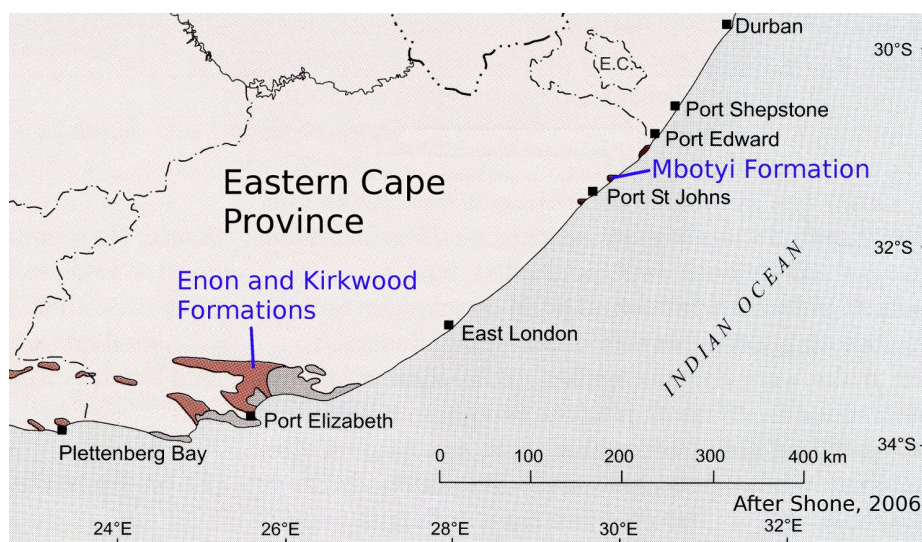 Durban
30°S
E.C.
Port Shepstone
Port Edward
Mbotyi Formation
Eastern Cape
Province
Port St Johns
32°S
INDIAN OCEAN
Enon and Kirkwood
Formations
East London
Port Elizabeth
Plettenberg Bay
34°S
0 100 200 300 400 km
After Shone, 2006
24°E 26°E 28°E 30°E 32°E